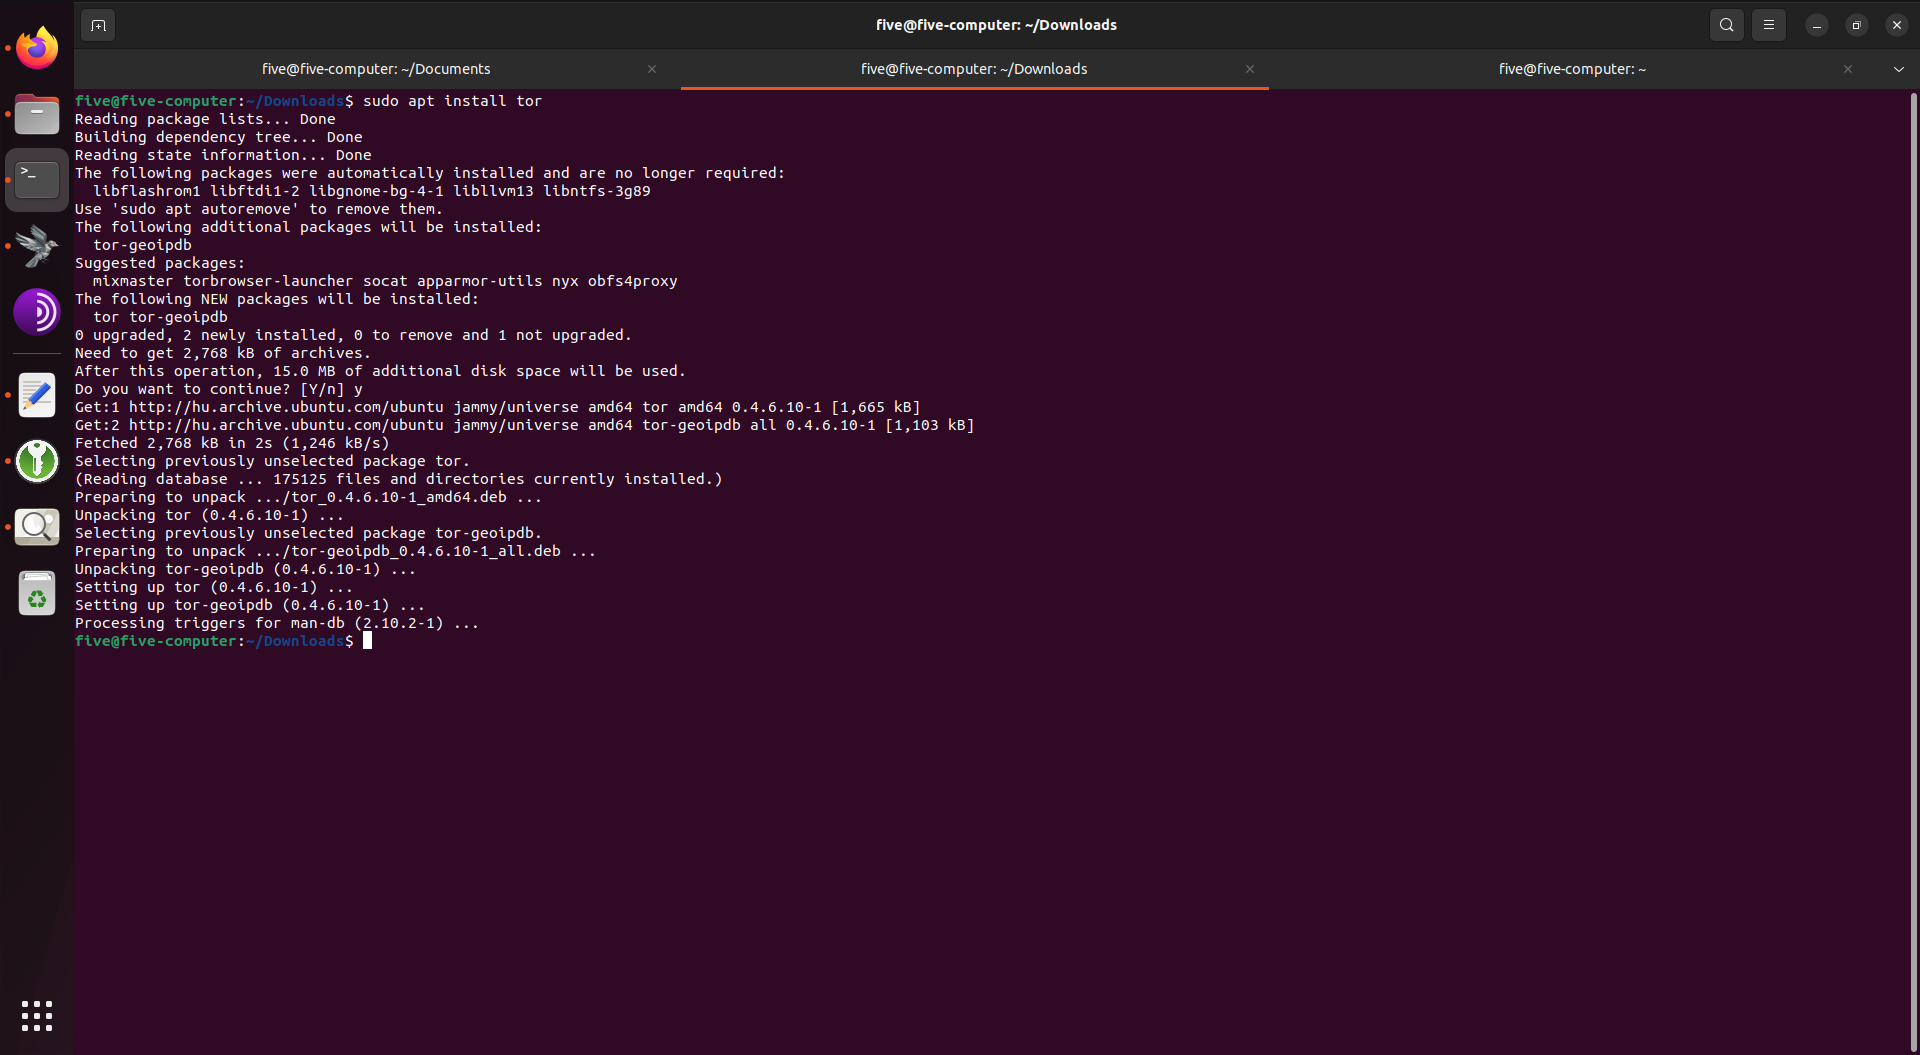 five@five-computer: ~/Downloads
five@five-computer: ~/Documents
five@five-computer: ~/Downloads
five@five-computer: ~
five@five-computer:~/Downloads$ sudo apt install tor
Reading package lists... Done
Building dependency tree... Done
Reading state information... Done
The following packages were automatically installed and are no longer required:
  libflashrom1 libftdi1-2 libgnome-bg-4-1 libllvm13 libntfs-3g89
Use 'sudo apt autoremove' to remove them.
The following additional packages will be installed:
  tor-geoipdb
Suggested packages:
  mixmaster torbrowser-launcher socat apparmor-utils nyx obfs4proxy
The following NEW packages will be installed:
  tor tor-geoipdb
0 upgraded, 2 newly installed, 0 to remove and 1 not upgraded.
Need to get 2,768 kB of archives.
After this operation, 15.0 MB of additional disk space will be used.
Do you want to continue? [Y/n] y
Get:1 http://hu.archive.ubuntu.com/ubuntu jammy/universe amd64 tor amd64 0.4.6.10-1 [1,665 kB]
Get:2 http://hu.archive.ubuntu.com/ubuntu jammy/universe amd64 tor-geoipdb all 0.4.6.10-1 [1,103 kB]
Fetched 2,768 kB in 2s (1,246 kB/s)
Selecting previously unselected package tor.
(Reading database ... 175125 files and directories currently installed.)
Preparing to unpack .../tor_0.4.6.10-1_amd64.deb ...
Unpacking tor (0.4.6.10-1) ...
Selecting previously unselected package tor-geoipdb.
Preparing to unpack .../tor-geoipdb_0.4.6.10-1_all.deb ...
Unpacking tor-geoipdb (0.4.6.10-1) ...
Setting up tor (0.4.6.10-1) ...
Setting up tor-geoipdb (0.4.6.10-1) ...
Processing triggers for man-db (2.10.2-1) ...
five@five-computer:~/Downloads$